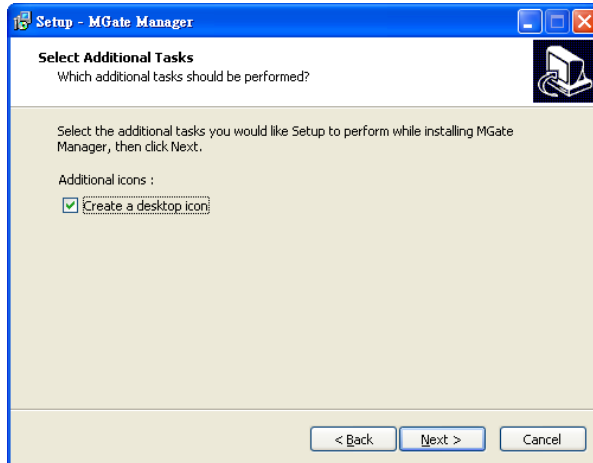 Setup - MGate Manager
Select Additional Tasks
Which additional tasks should be performed?
Select the additional tasks you would like Setup to perform while installing MGate
Manager, then click Next.
Additional icons :
Create a desktop icon
< Back
Next >
Cancel